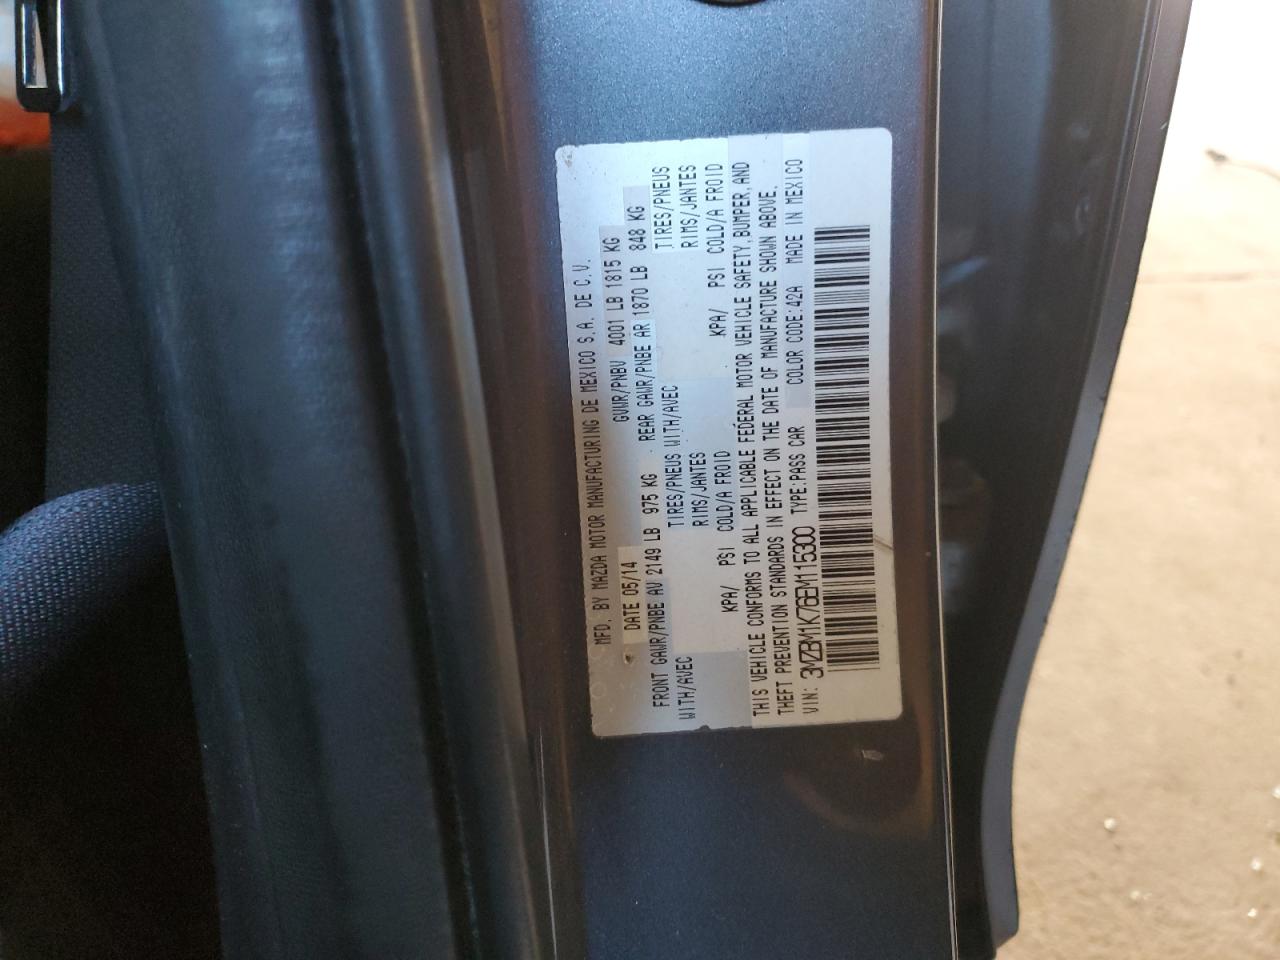 MFD. BY MAZDA MOTOR MANUFACTURING DE MEXICO S.A. DE C.V.
DATE 05/14 GVWR/PNBV 4001 LB 1815 KG
FRONT GAWR/PNBE AV 2149 LB 975 KG REAR GAWR/PNBE AR 1870 LB 848 KG
WITH/AVEC TIRES/PNEUS WITH/AVEC TIRES/PNEUS
RIMS/JANTES RIMS/JANTES
KPA/ PSI COLD/A FROID KPA/ PSI COLD/A FROID
THIS VEHICLE CONFORMS TO ALL APPLICABLE FEDERAL MOTOR VEHICLE SAFETY, BUMPER, AND
THEFT PREVENTION STANDARDS IN EFFECT ON THE DATE OF MANUFACTURE SHOWN ABOVE.
VIN: 3MZBM1K76EM115300 TYPE:PASS CAR COLOR CODE:42A MADE IN MEXICO